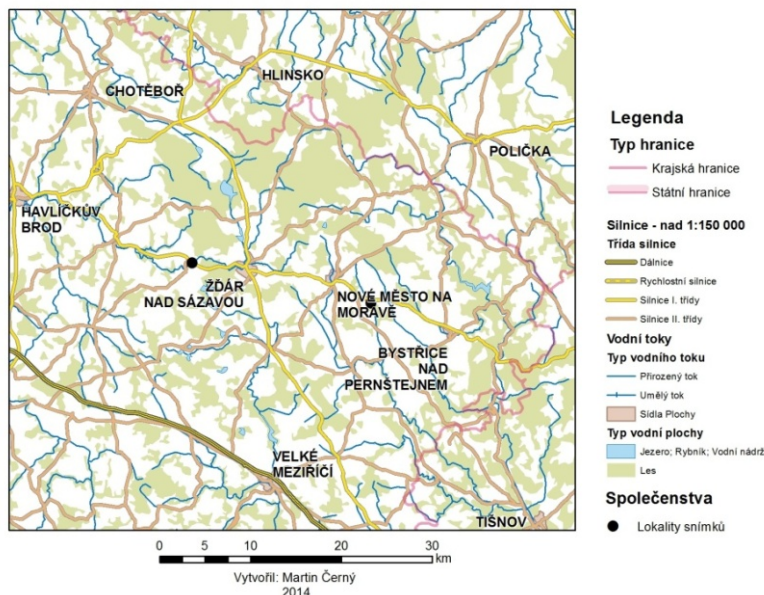 HLINSKO
CHOTĚBOŘ
POLIČKA
HAVLÍČKŮV
BROD
ŽĎÁR
NAD SÁZAVOU
NOVÉ MĚSTO NA
MORAVĚ
BYSTŘICE
NAD
PERNŠTEJNEM
VELKÉ
MEZIŘÍČÍ
TIŠNOV
Legenda
Typ hranice
Krajská hranice
Státní hranice
Silnice - nad 1:150 000
Třída silnice
Dálnice
Rychlostní silnice
Silnice I. třídy
Silnice II. třídy
Vodní toky
Typ vodního toku
Přirozený tok
Umělý tok
Sídla Plochy
Typ vodní plochy
Jezero; Rybník; Vodní nádrž
Les
Společenstva
Lokality snímků
0 5 10 20 30
km
Vytvořil: Martin Černý
2014